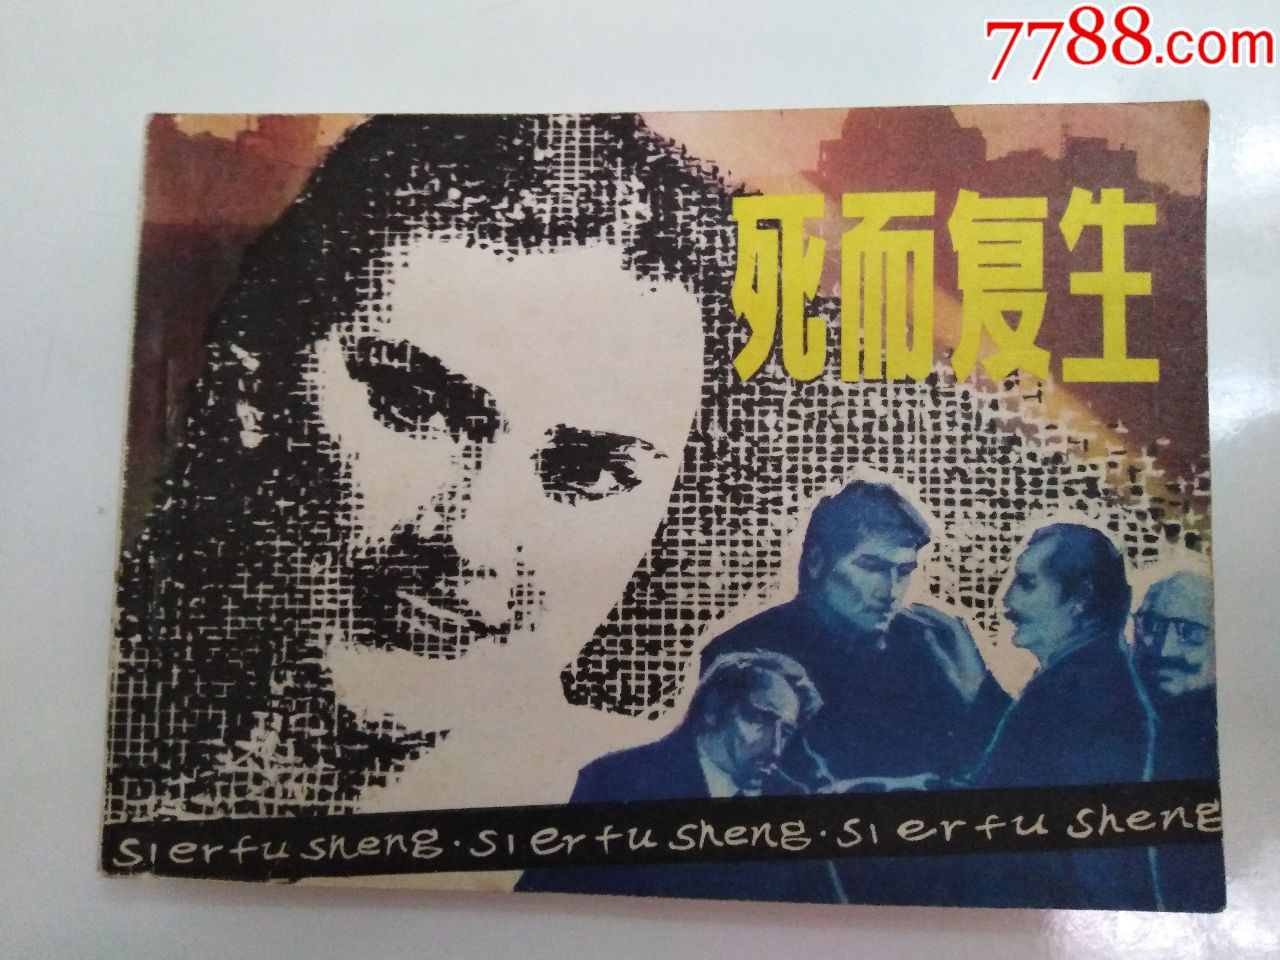 7788.com
死而复生
si er fu sheng · si er fu sheng · si er fu sheng